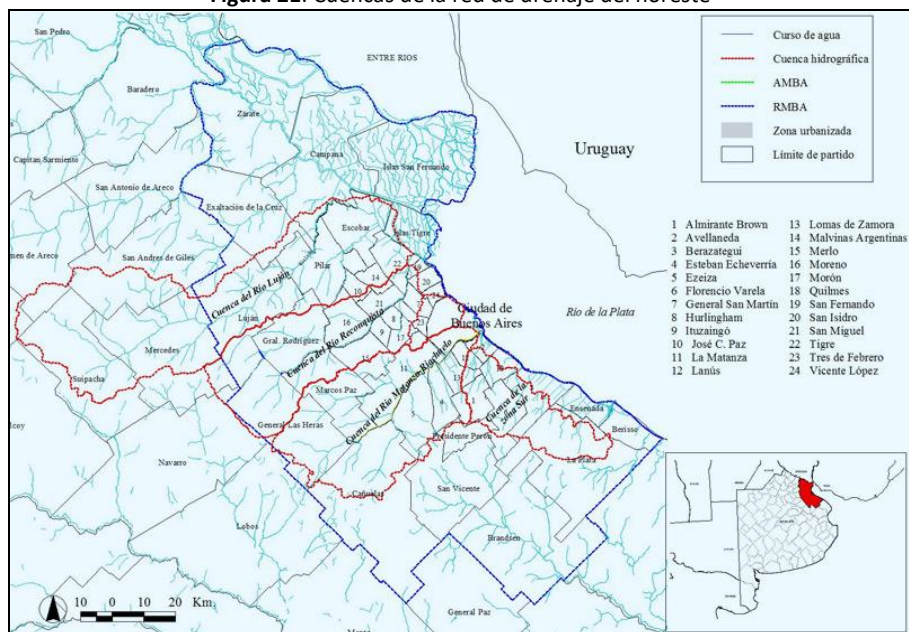 Figura 22. Cuencas de la red de drenaje del noreste
San Pedro
ENTRE RIOS
Baradero
Zárate
Capitán Sarmiento
Campana
Islas San Fernando
Uruguay
San Antonio de Areco
Exaltación de la Cruz
Escobar
Islas Tigre
San Andres de Giles
Pilar
Cuenca del Río Luján
Luján
Ciudad de
Buenos Aires
Río de la Plata
Gral. Rodríguez
Cuenca del Río Reconquista
Mercedes
Suipacha
Marcos Paz
Cuenca del Río Matanza Riachuelo
Cuenca de la
zona Sur
Ensenada
Berisso
General Las Heras
Presidente Perón
La Plata
Navarro
Cañuelas
San Vicente
Lobos
Brandsen
General Paz
Curso de agua
Cuenca hidrográfica
AMBA
RMBA
Zona urbanizada
Límite de partido
1 Almirante Brown
2 Avellaneda
3 Berazategui
4 Esteban Echeverría
5 Ezeiza
6 Florencio Varela
7 General San Martín
8 Hurlingham
9 Ituzaingó
10 José C. Paz
11 La Matanza
12 Lanús
13 Lomas de Zamora
14 Malvinas Argentinas
15 Merlo
16 Moreno
17 Morón
18 Quilmes
19 San Fernando
20 San Isidro
21 San Miguel
22 Tigre
23 Tres de Febrero
24 Vicente López
10 0 10 20 Km.